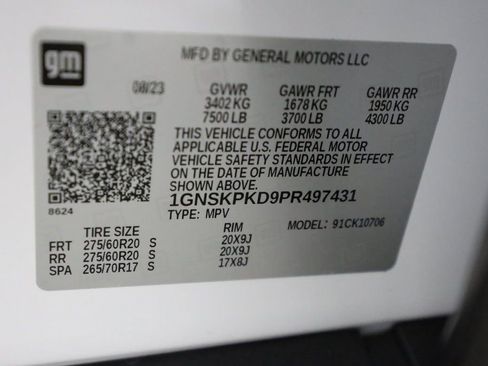 gm
MFD BY GENERAL MOTORS LLC
08/23 GVWR GAWR FRT GAWR RR
3402 KG 1678 KG 1950 KG
7500 LB 3700 LB 4300 LB
THIS VEHICLE CONFORMS TO ALL
APPLICABLE U.S. FEDERAL MOTOR
VEHICLE SAFETY STANDARDS IN EFFECT
ON THE DATE OF MANUFACTURE
SHOWN ABOVE.
1GNSKPKD9PR497431
8624 TYPE: MPV MODEL: 91CK10706
TIRE SIZE RIM
FRT 275/60R20 S 20X9J
RR 275/60R20 S 20X9J
SPA 265/70R17 S 17X8J